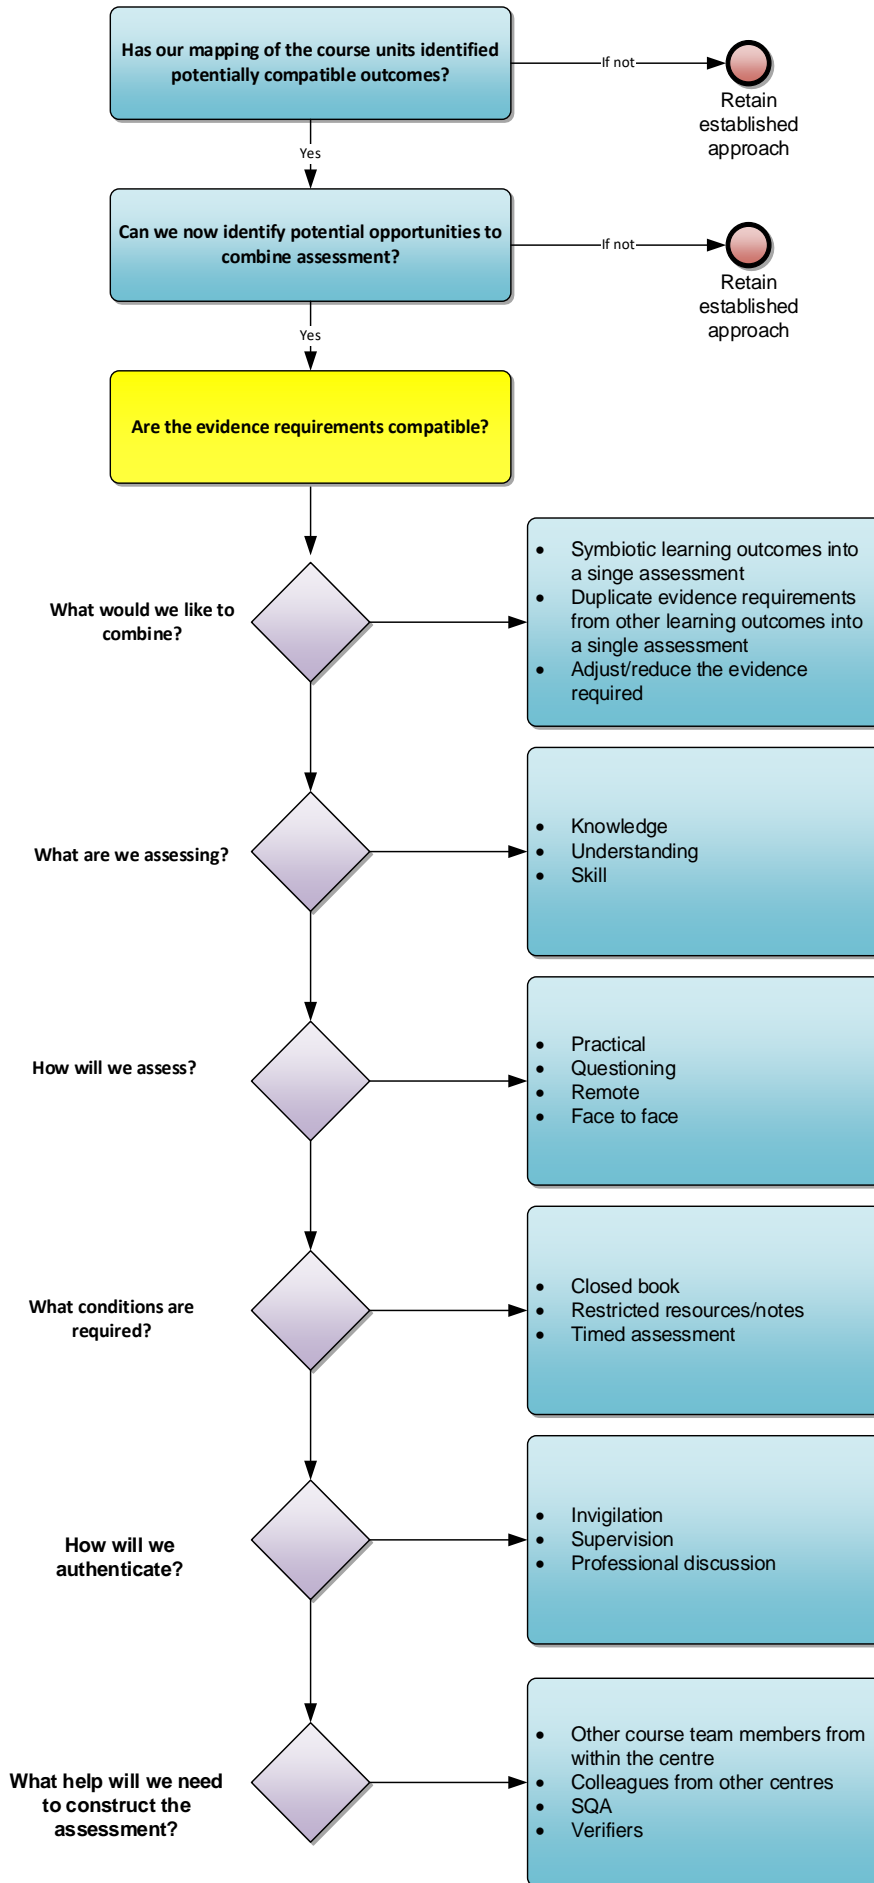 Has our mapping of the course units identified
potentially compatible outcomes?
If not
Retain
established
approach
Yes
Can we now identify potential opportunities to
combine assessment?
If not
Retain
established
approach
Yes
Are the evidence requirements compatible?
What would we like to
combine?
• Symbiotic learning outcomes into
a singe assessment
• Duplicate evidence requirements
from other learning outcomes into
a single assessment
• Adjust/reduce the evidence
required
What are we assessing?
• Knowledge
• Understanding
• Skill
How will we assess?
• Practical
• Questioning
• Remote
• Face to face
What conditions are
required?
• Closed book
• Restricted resources/notes
• Timed assessment
How will we
authenticate?
• Invigilation
• Supervision
• Professional discussion
What help will we need
to construct the
assessment?
• Other course team members from
within the centre
• Colleagues from other centres
• SQA
• Verifiers